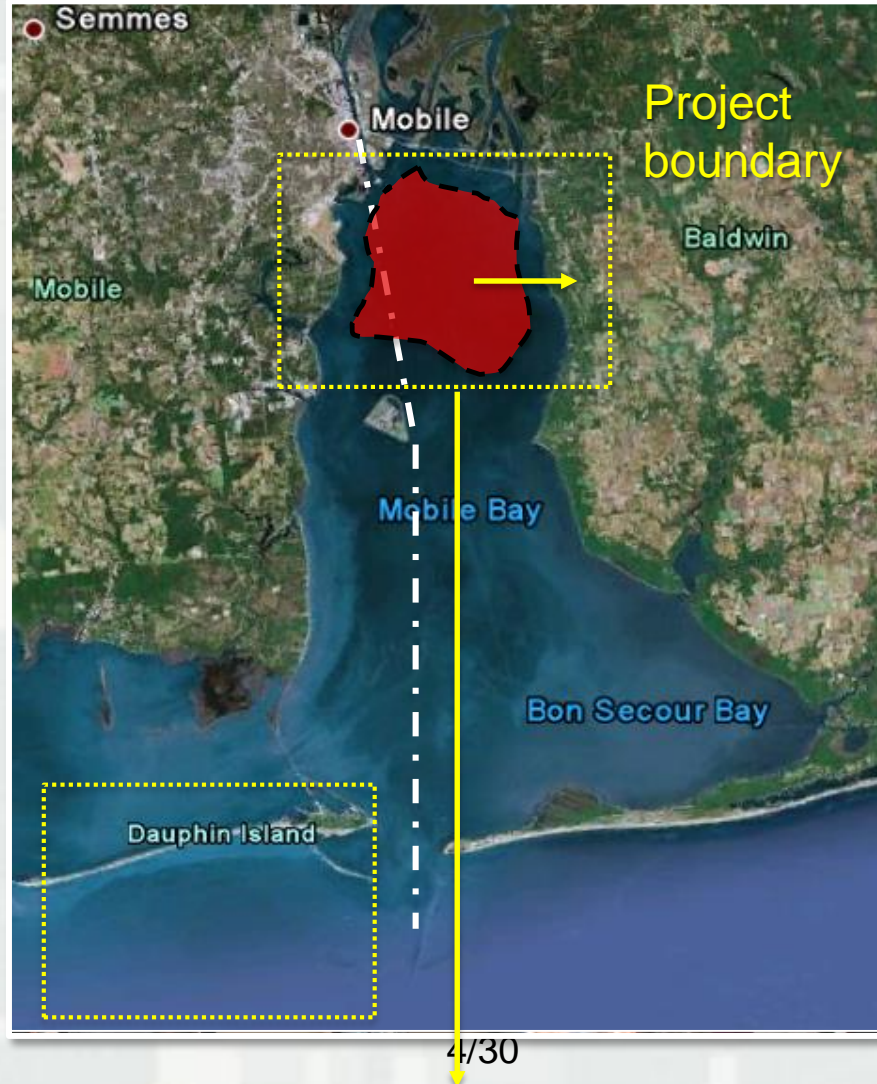 Semmes
Mobile
Project
boundary
Baldwin
Mobile
Mobile Bay
Bon Secour Bay
Dauphin Island
4/30